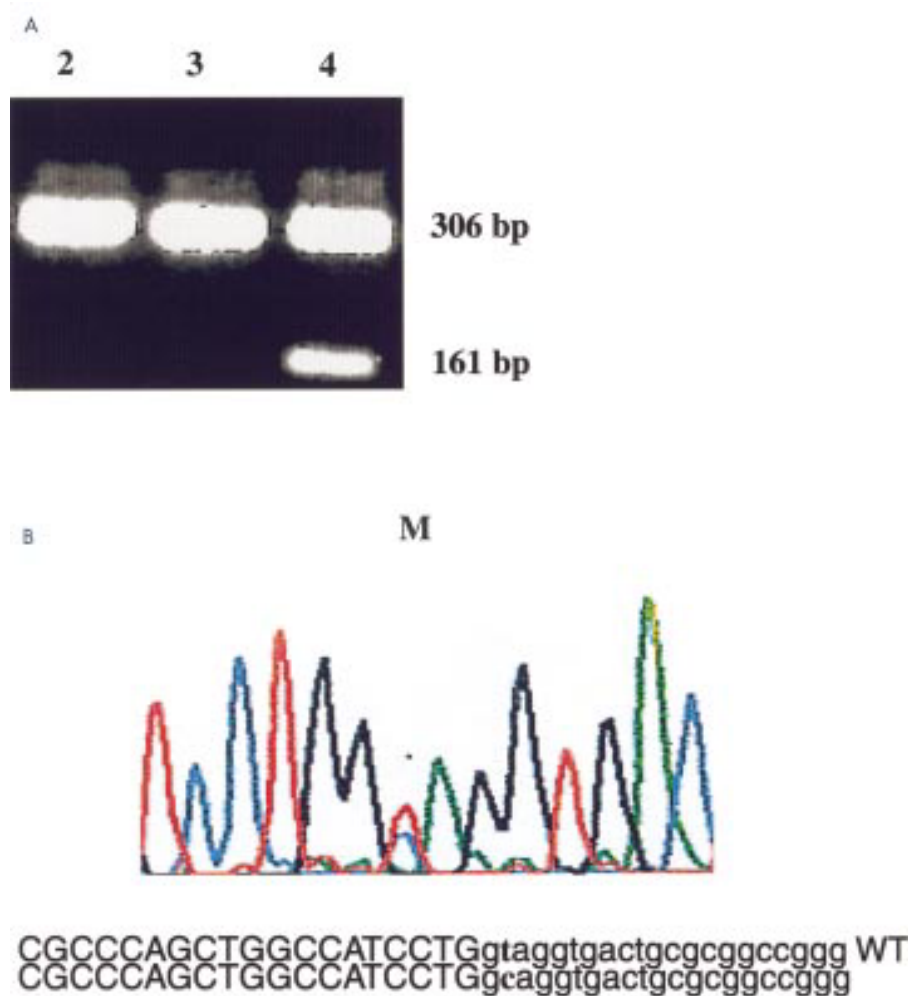 A
2 3 4
306 bp
161 bp
B
M
CGCCCAGCTGGCCATCCTGgtaggtgactgcgcggccggg WT
CGCCCAGCTGGCCATCCTGgcaggtgactgcgcggccggg